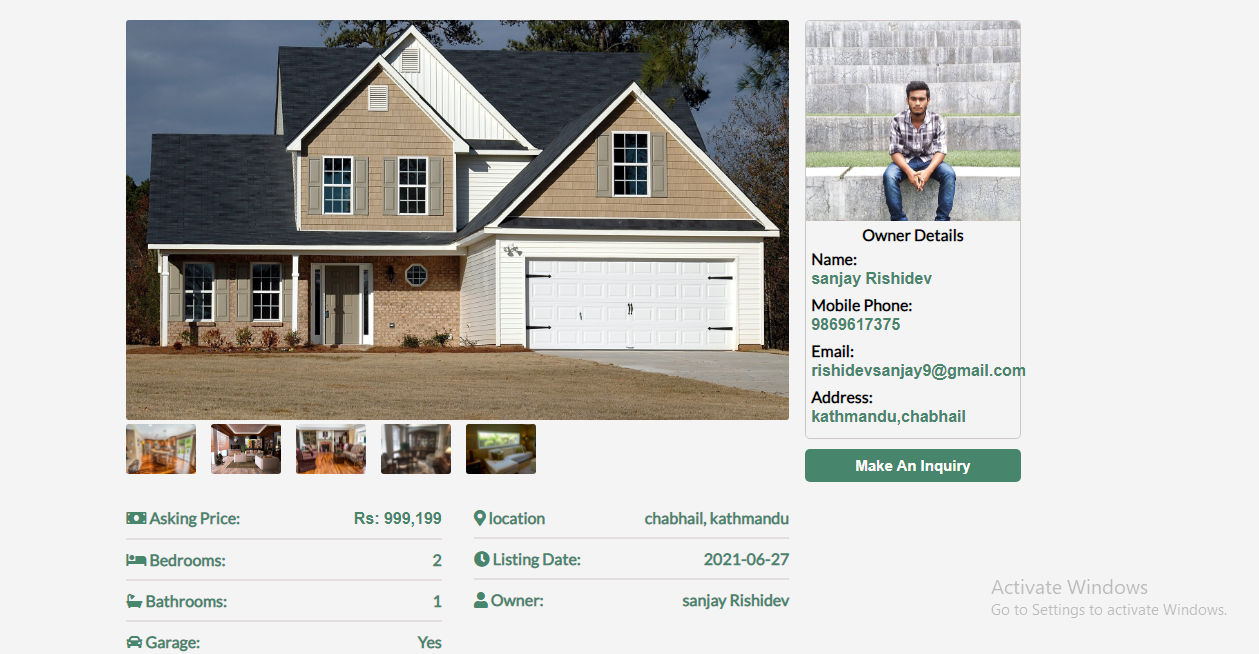 Owner Details
Name:
sanjay Rishidev
Mobile Phone:
9869617375
Email:
rishidevsanjay9@gmail.com
Address:
kathmandu,chabhail
Make An Inquiry
Asking Price: Rs: 999,199
Bedrooms: 2
Bathrooms: 1
Garage: Yes
location chabhail, kathmandu
Listing Date: 2021-06-27
Owner: sanjay Rishidev
Activate Windows
Go to Settings to activate Windows.